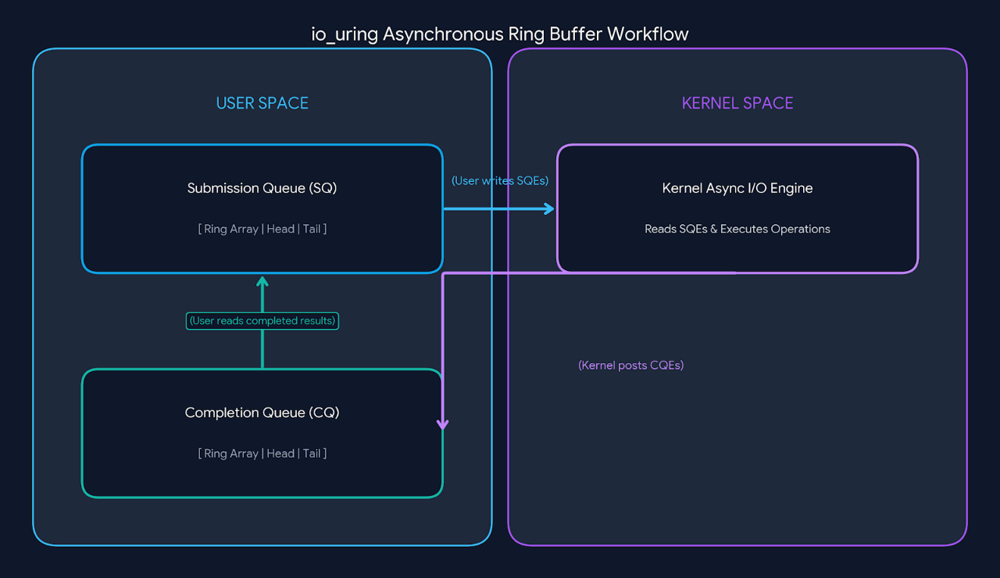 io_uring Asynchronous Ring Buffer Workflow
USER SPACE
KERNEL SPACE
Submission Queue (SQ)
[ Ring Array | Head | Tail ]
(User writes SQEs)
Kernel Async I/O Engine
Reads SQEs & Executes Operations
(User reads completed results)
(Kernel posts CQEs)
Completion Queue (CQ)
[ Ring Array | Head | Tail ]